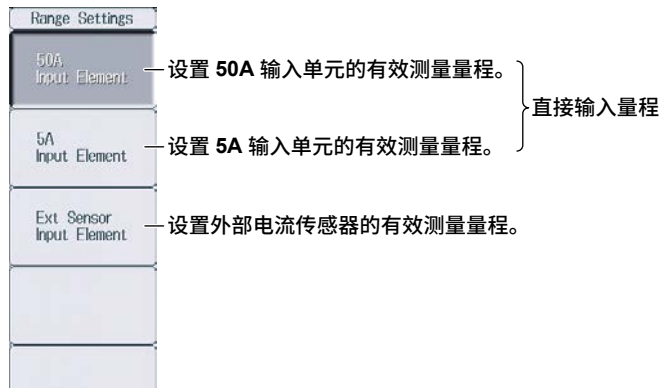 Range Settings
50A
Input Element
设置 50A 输入单元的有效测量量程。
直接输入量程
5A
Input Element
设置 5A 输入单元的有效测量量程。
Ext Sensor
Input Element
设置外部电流传感器的有效测量量程。